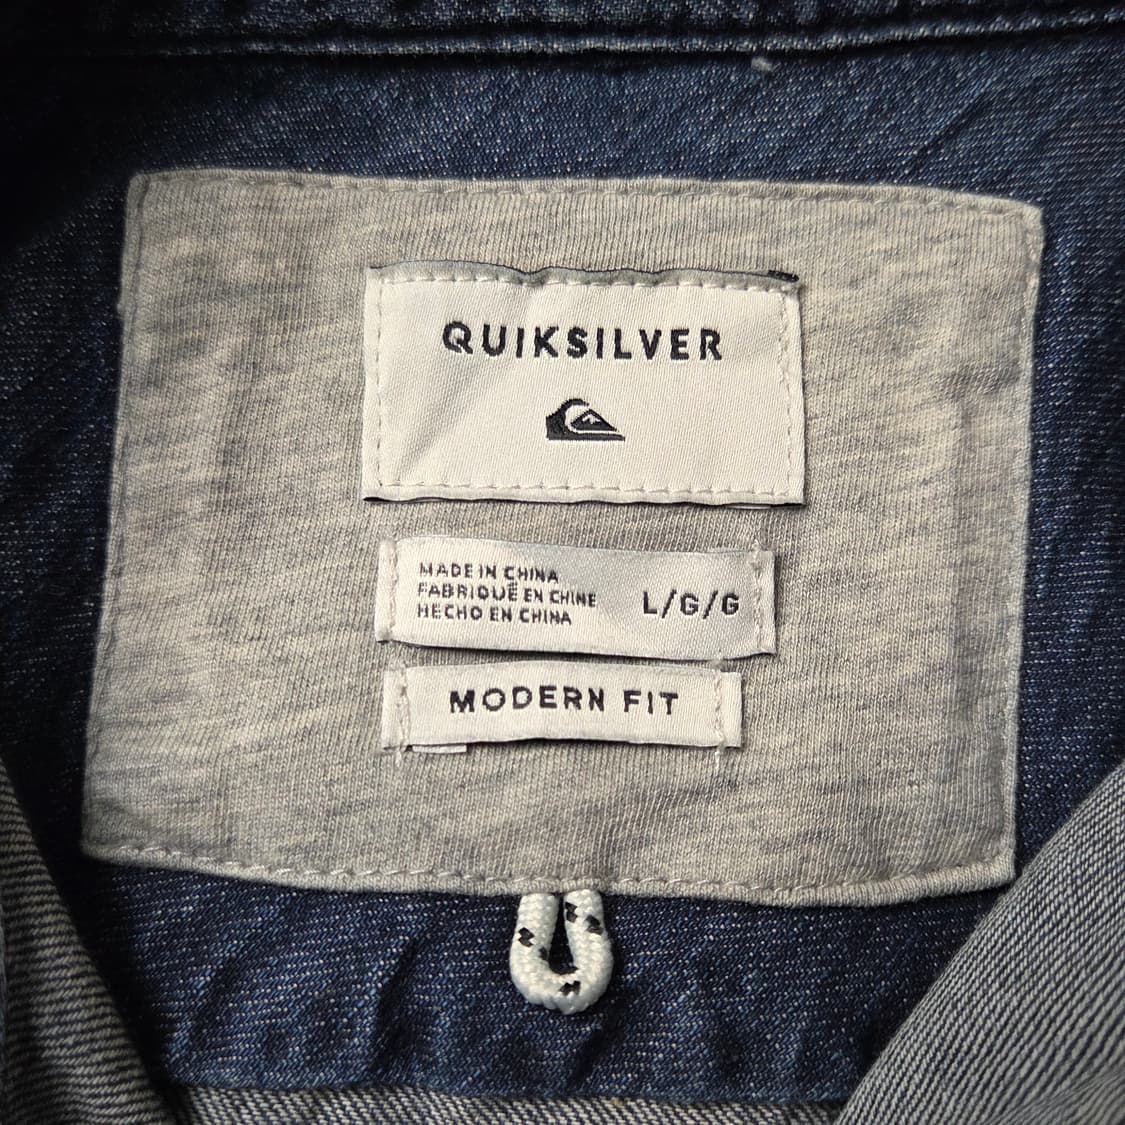 QUIKSILVER
MADE IN CHINA
FABRIQUÉ EN CHINE
HECHO EN CHINA
L/G/G
MODERN FIT